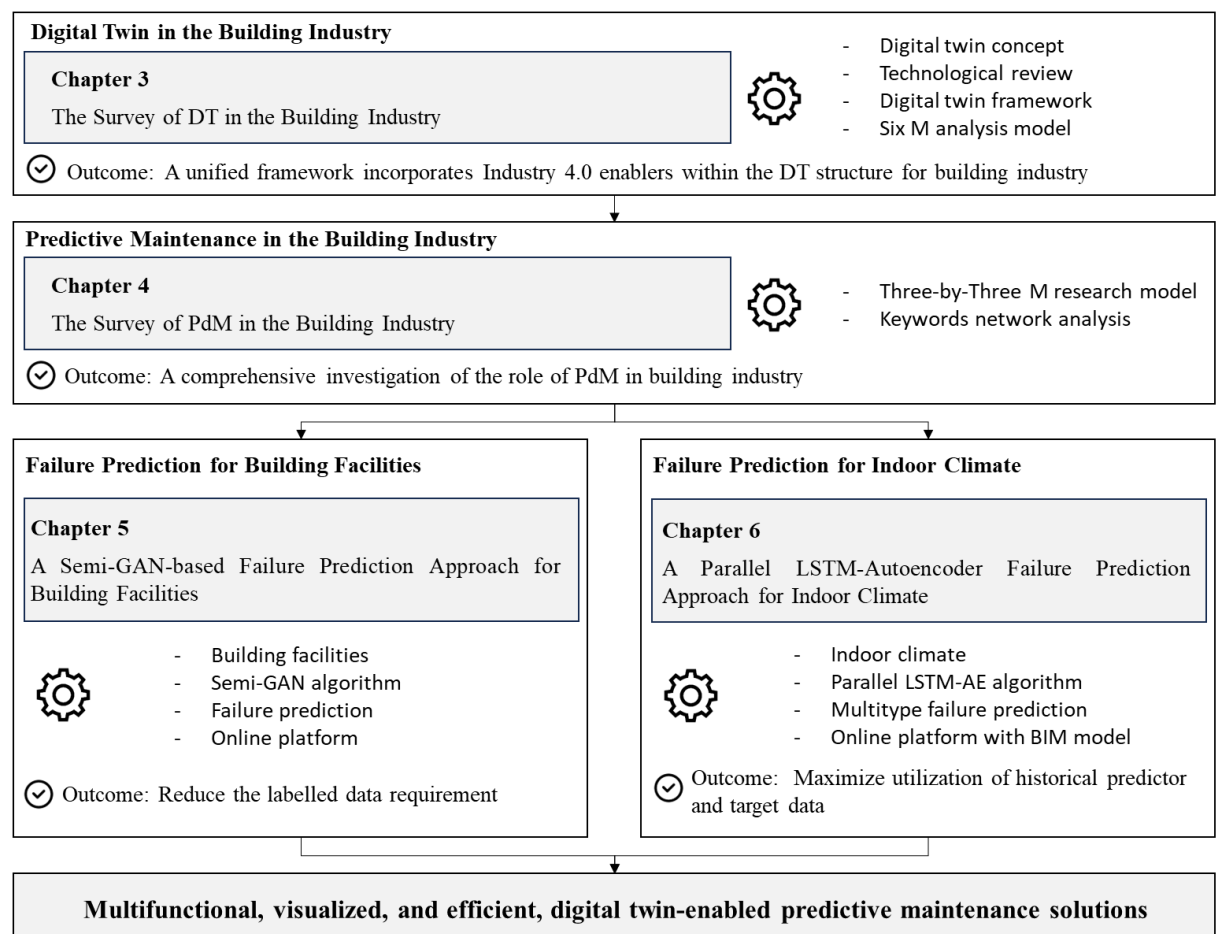 Digital Twin in the Building Industry
Chapter 3
The Survey of DT in the Building Industry
- Digital twin concept
- Technological review
- Digital twin framework
- Six M analysis model
Outcome: A unified framework incorporates Industry 4.0 enablers within the DT structure for building industry
Predictive Maintenance in the Building Industry
Chapter 4
The Survey of PdM in the Building Industry
- Three-by-Three M research model
- Keywords network analysis
Outcome: A comprehensive investigation of the role of PdM in building industry
Failure Prediction for Building Facilities
Chapter 5
A Semi-GAN-based Failure Prediction Approach for
Building Facilities
- Building facilities
- Semi-GAN algorithm
- Failure prediction
- Online platform
Outcome: Reduce the labelled data requirement
Failure Prediction for Indoor Climate
Chapter 6
A Parallel LSTM-Autoencoder Failure Prediction
Approach for Indoor Climate
- Indoor climate
- Parallel LSTM-AE algorithm
- Multitype failure prediction
- Online platform with BIM model
Outcome: Maximize utilization of historical predictor
and target data
Multifunctional, visualized, and efficient, digital twin-enabled predictive maintenance solutions